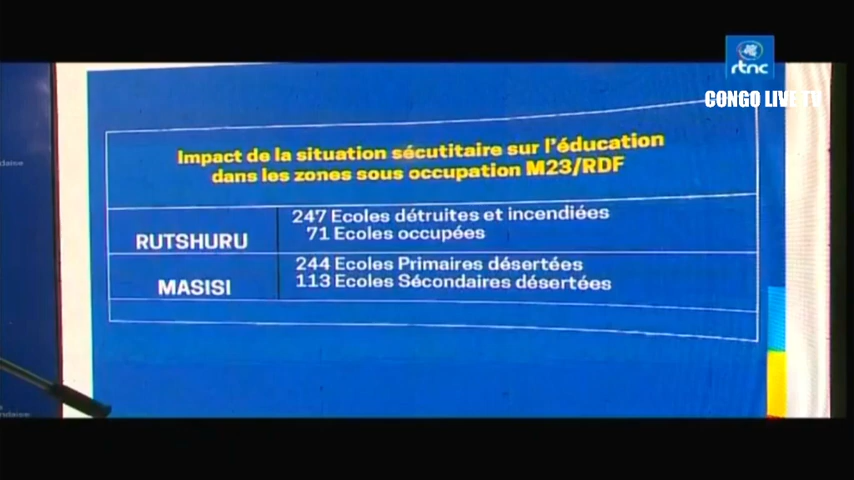 rtnc
CONGO LIVE TV
Impact de la situation sécutitaire sur l'éducation
dans les zones sous occupation M23/RDF
RUTSHURU
247 Ecoles détruites et incendiées
71 Ecoles occupées
MASISI
244 Ecoles Primaires désertées
113 Ecoles Sécondaires désertées